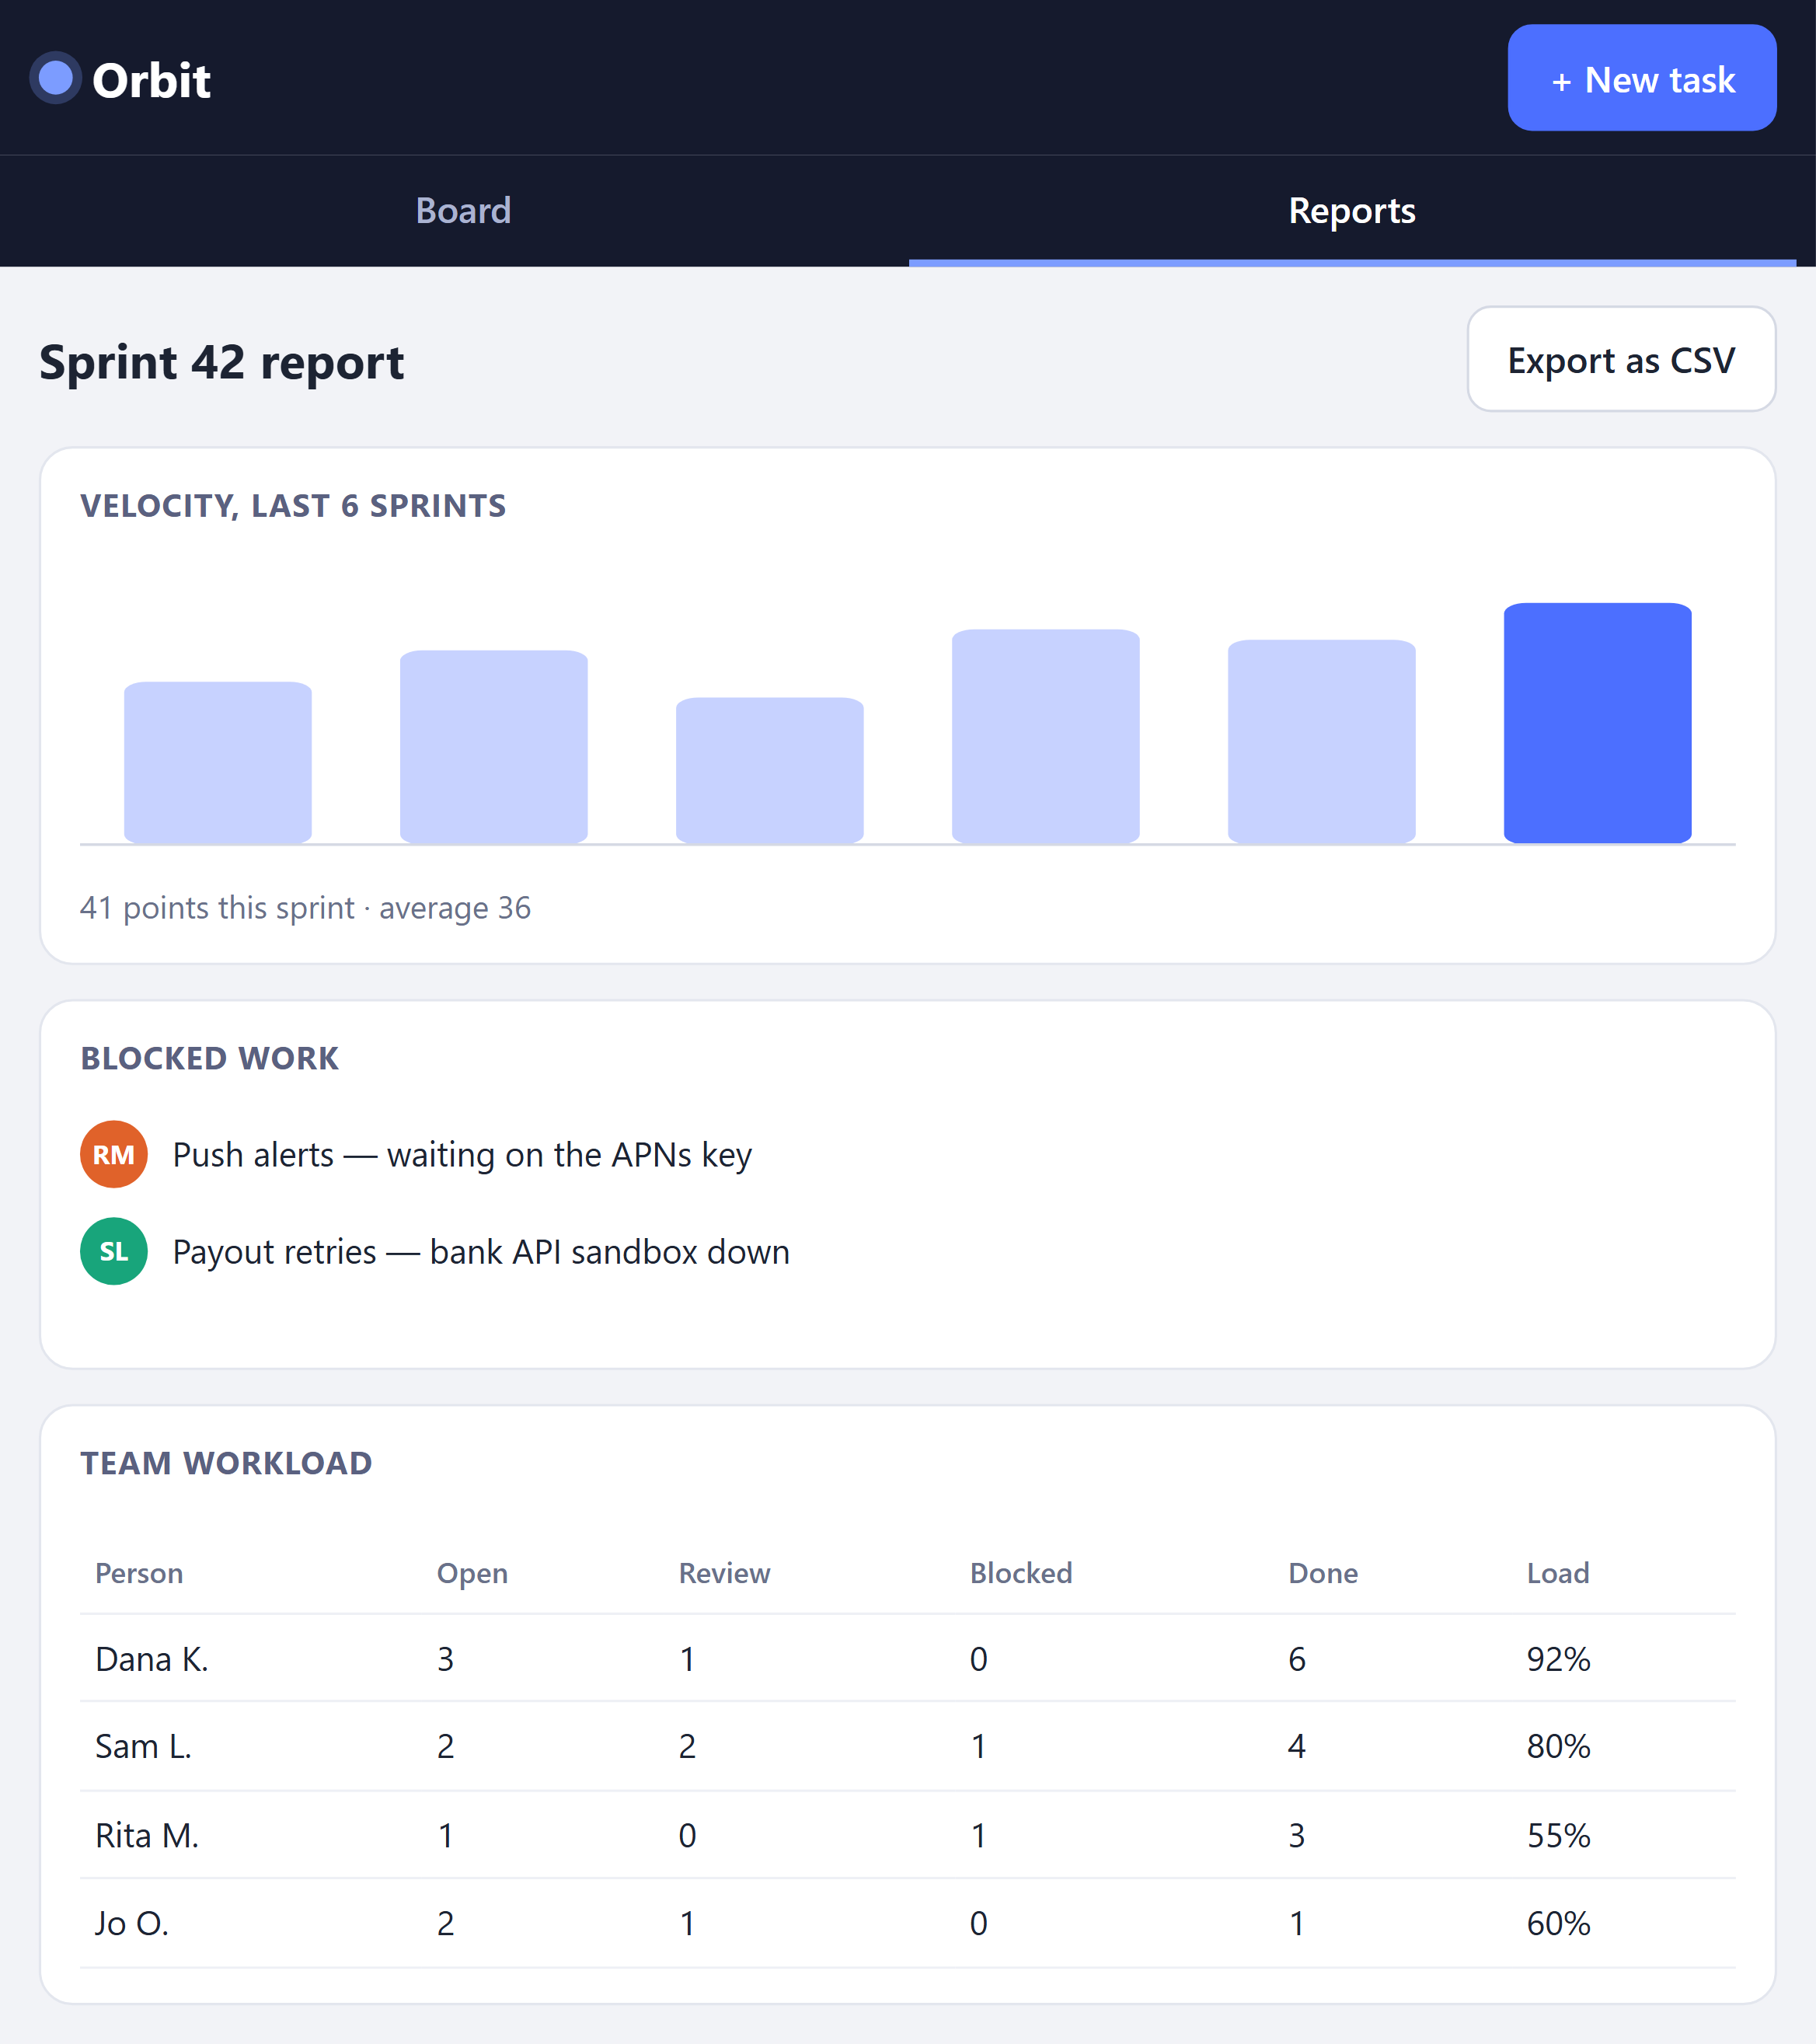 Orbit
+ New task
Board
Reports
Sprint 42 report
Export as CSV
VELOCITY, LAST 6 SPRINTS
41 points this sprint · average 36
BLOCKED WORK
RM Push alerts — waiting on the APNs key
SL Payout retries — bank API sandbox down
TEAM WORKLOAD
Person Open Review Blocked Done Load
Dana K. 3 1 0 6 92%
Sam L. 2 2 1 4 80%
Rita M. 1 0 1 3 55%
Jo O. 2 1 0 1 60%